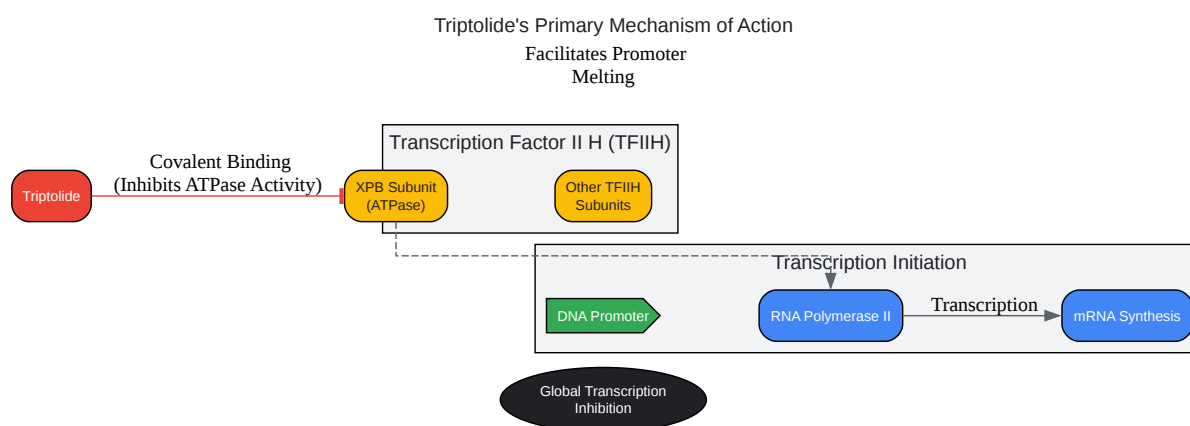 Triptolide's Primary Mechanism of Action
Facilitates Promoter
Melting
Transcription Factor II H (TFIIH)
Covalent Binding
(Inhibits ATPase Activity)
Triptolide
XPB Subunit
(ATPase)
Other TFIIH
Subunits
Transcription Initiation
DNA Promoter
RNA Polymerase II
Transcription
mRNA Synthesis
Global Transcription
Inhibition